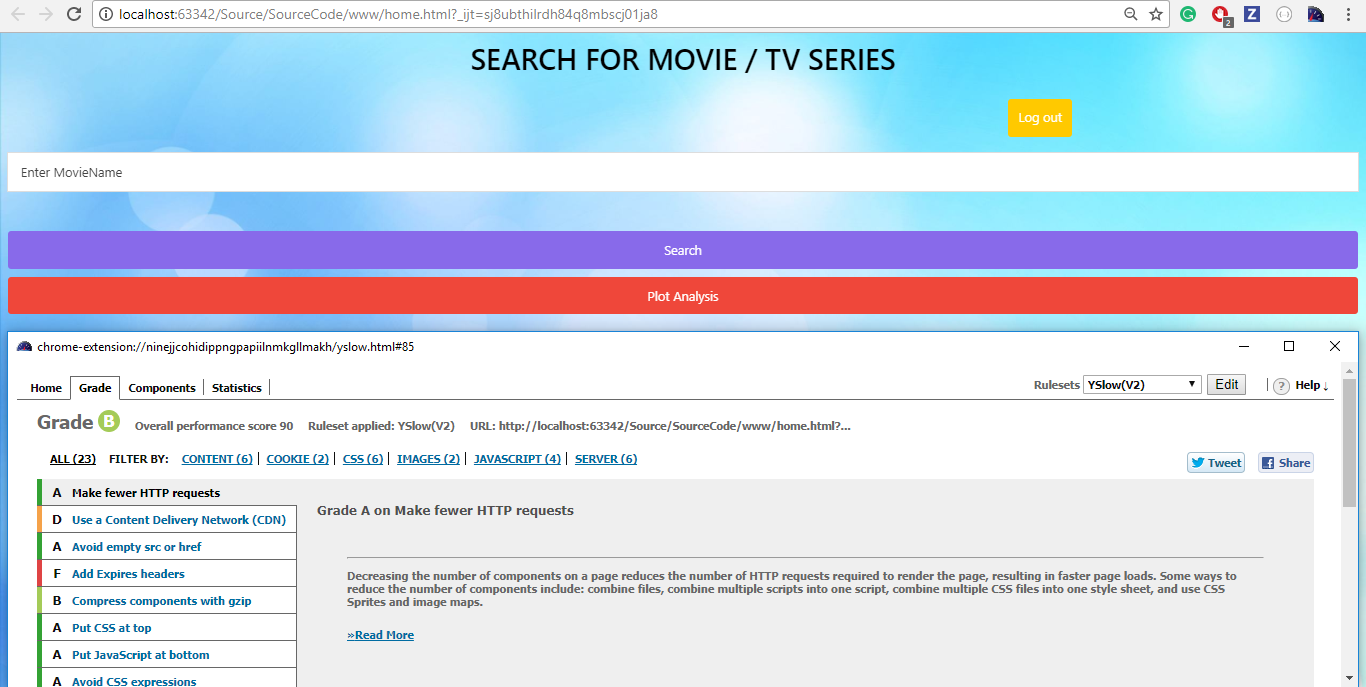 localhost:63342/Source/SourceCode/www/home.html?_ijt=sj8ubthilrdh84q8mbscj01ja8
2
Z
SEARCH FOR MOVIE / TV SERIES
Log out
Enter MovieName
Search
Plot Analysis
chrome-extension://ninejjcohidippngpapiilnmkgllmakh/yslow.html#85
Home Grade Components Statistics Rulesets YSlow(V2) Edit ? Help ↓
Grade B Overall performance score 90 Ruleset applied: YSlow(V2) URL: http://localhost:63342/Source/SourceCode/www/home.html?...
ALL (23) FILTER BY: CONTENT (6) | COOKIE (2) | CSS (6) | IMAGES (2) | JAVASCRIPT (4) | SERVER (6)
Tweet Share
A Make fewer HTTP requests
D Use a Content Delivery Network (CDN)
A Avoid empty src or href
F Add Expires headers
B Compress components with gzip
A Put CSS at top
A Put JavaScript at bottom
A Avoid CSS expressions
Grade A on Make fewer HTTP requests
Decreasing the number of components on a page reduces the number of HTTP requests required to render the page, resulting in faster page loads. Some ways to
reduce the number of components include: combine files, combine multiple scripts into one script, combine multiple CSS files into one style sheet, and use CSS
Sprites and image maps.
»Read More